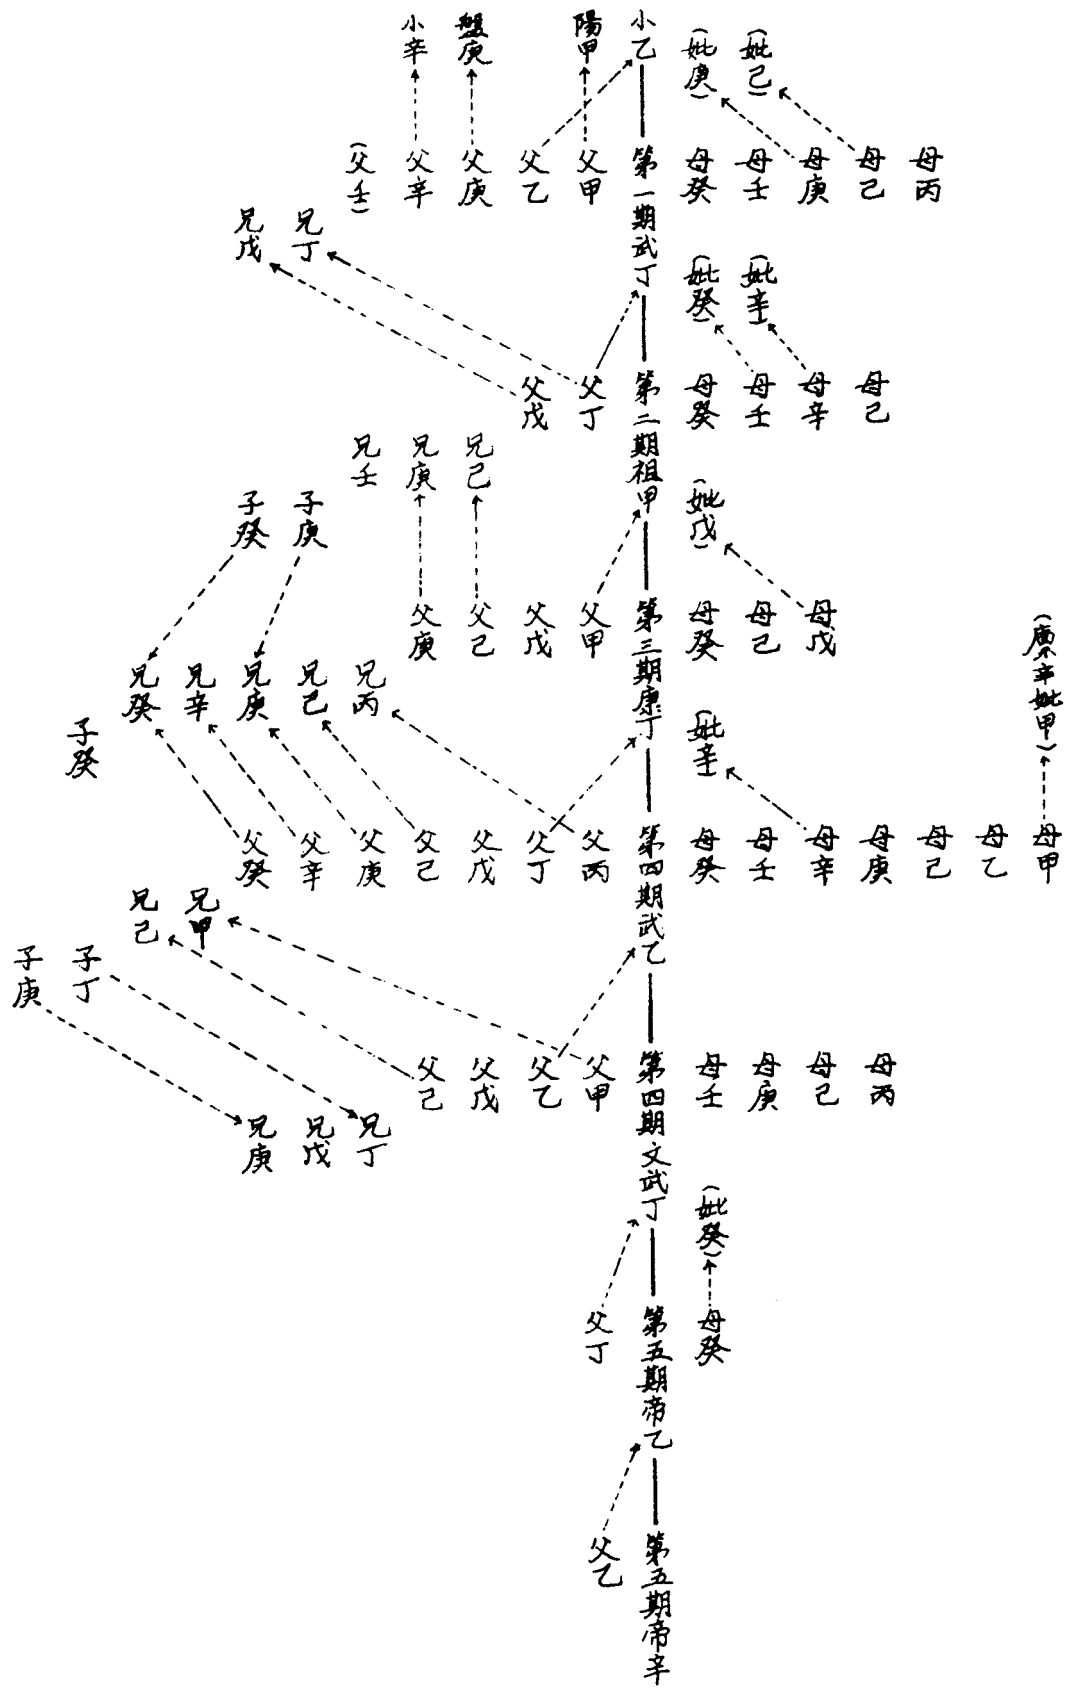 小辛 盤庚 陽甲 小乙 (妣庚) (妣己)
(父壬) 父辛 父庚 父乙 父甲 第一期武丁 母癸 母壬 母庚 母己 母丙
兄戊 兄丁 (妣癸) (妣辛)
父戊 父丁 第二期祖甲 母癸 母壬 母辛 母己
兄壬 兄庚 兄己 (妣戊)
子癸 子庚
父庚 父己 父戊 父甲 第三期康丁 母癸 母己 母戊 (廩辛妣甲)
兄癸 兄辛 兄庚 兄己 兄丙 (妣辛)
子癸
父癸 父辛 父庚 父己 父戊 父丁 父丙 第四期武乙 母癸 母壬 母辛 母庚 母己 母乙 母甲
兄己 兄甲
子庚 子丁
父己 父戊 父乙 父甲 第四期文武丁 母壬 母庚 母己 母丙
兄庚 兄戊 兄丁 (妣癸)
父丁 第五期帝乙 母癸
父乙 第五期帝辛